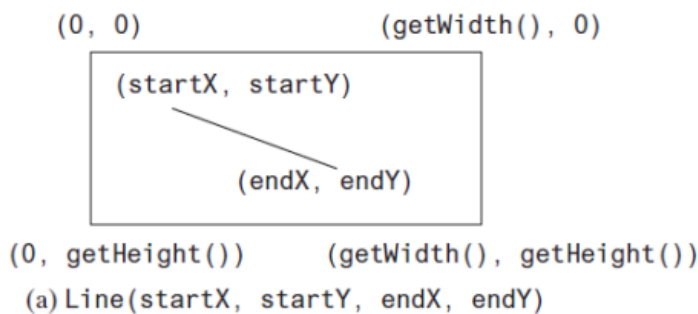 (0, 0) (getWidth(), 0)
(startX, startY)
(endX, endY)
(0, getHeight()) (getWidth(), getHeight())
(a) Line(startX, startY, endX, endY)